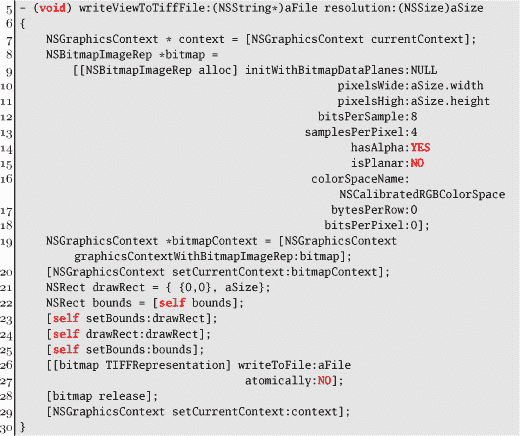 5 - (void) writeViewToTiffFile:(NSString*)aFile resolution:(NSSize)aSize
6 {
7 NSGraphicsContext * context = [NSGraphicsContext currentContext];
8 NSBitmapImageRep *bitmap =
9 [[NSBitmapImageRep alloc] initWithBitmapDataPlanes:NULL
10 pixelsWide:aSize.width
11 pixelsHigh:aSize.height
12 bitsPerSample:8
13 samplesPerPixel:4
14 hasAlpha:YES
15 isPlanar:NO
16 colorSpaceName:
NSCalibratedRGBColorSpace
17 bytesPerRow:0
18 bitsPerPixel:0];
19 NSGraphicsContext *bitmapContext = [NSGraphicsContext
graphicsContextWithBitmapImageRep:bitmap];
20 [NSGraphicsContext setCurrentContext:bitmapContext];
21 NSRect drawRect = { {0,0}, aSize};
22 NSRect bounds = [self bounds];
23 [self setBounds:drawRect];
24 [self drawRect:drawRect];
25 [self setBounds:bounds];
26 [[bitmap TIFFRepresentation] writeToFile:aFile
27 atomically:NO];
28 [bitmap release];
29 [NSGraphicsContext setCurrentContext:context];
30 }